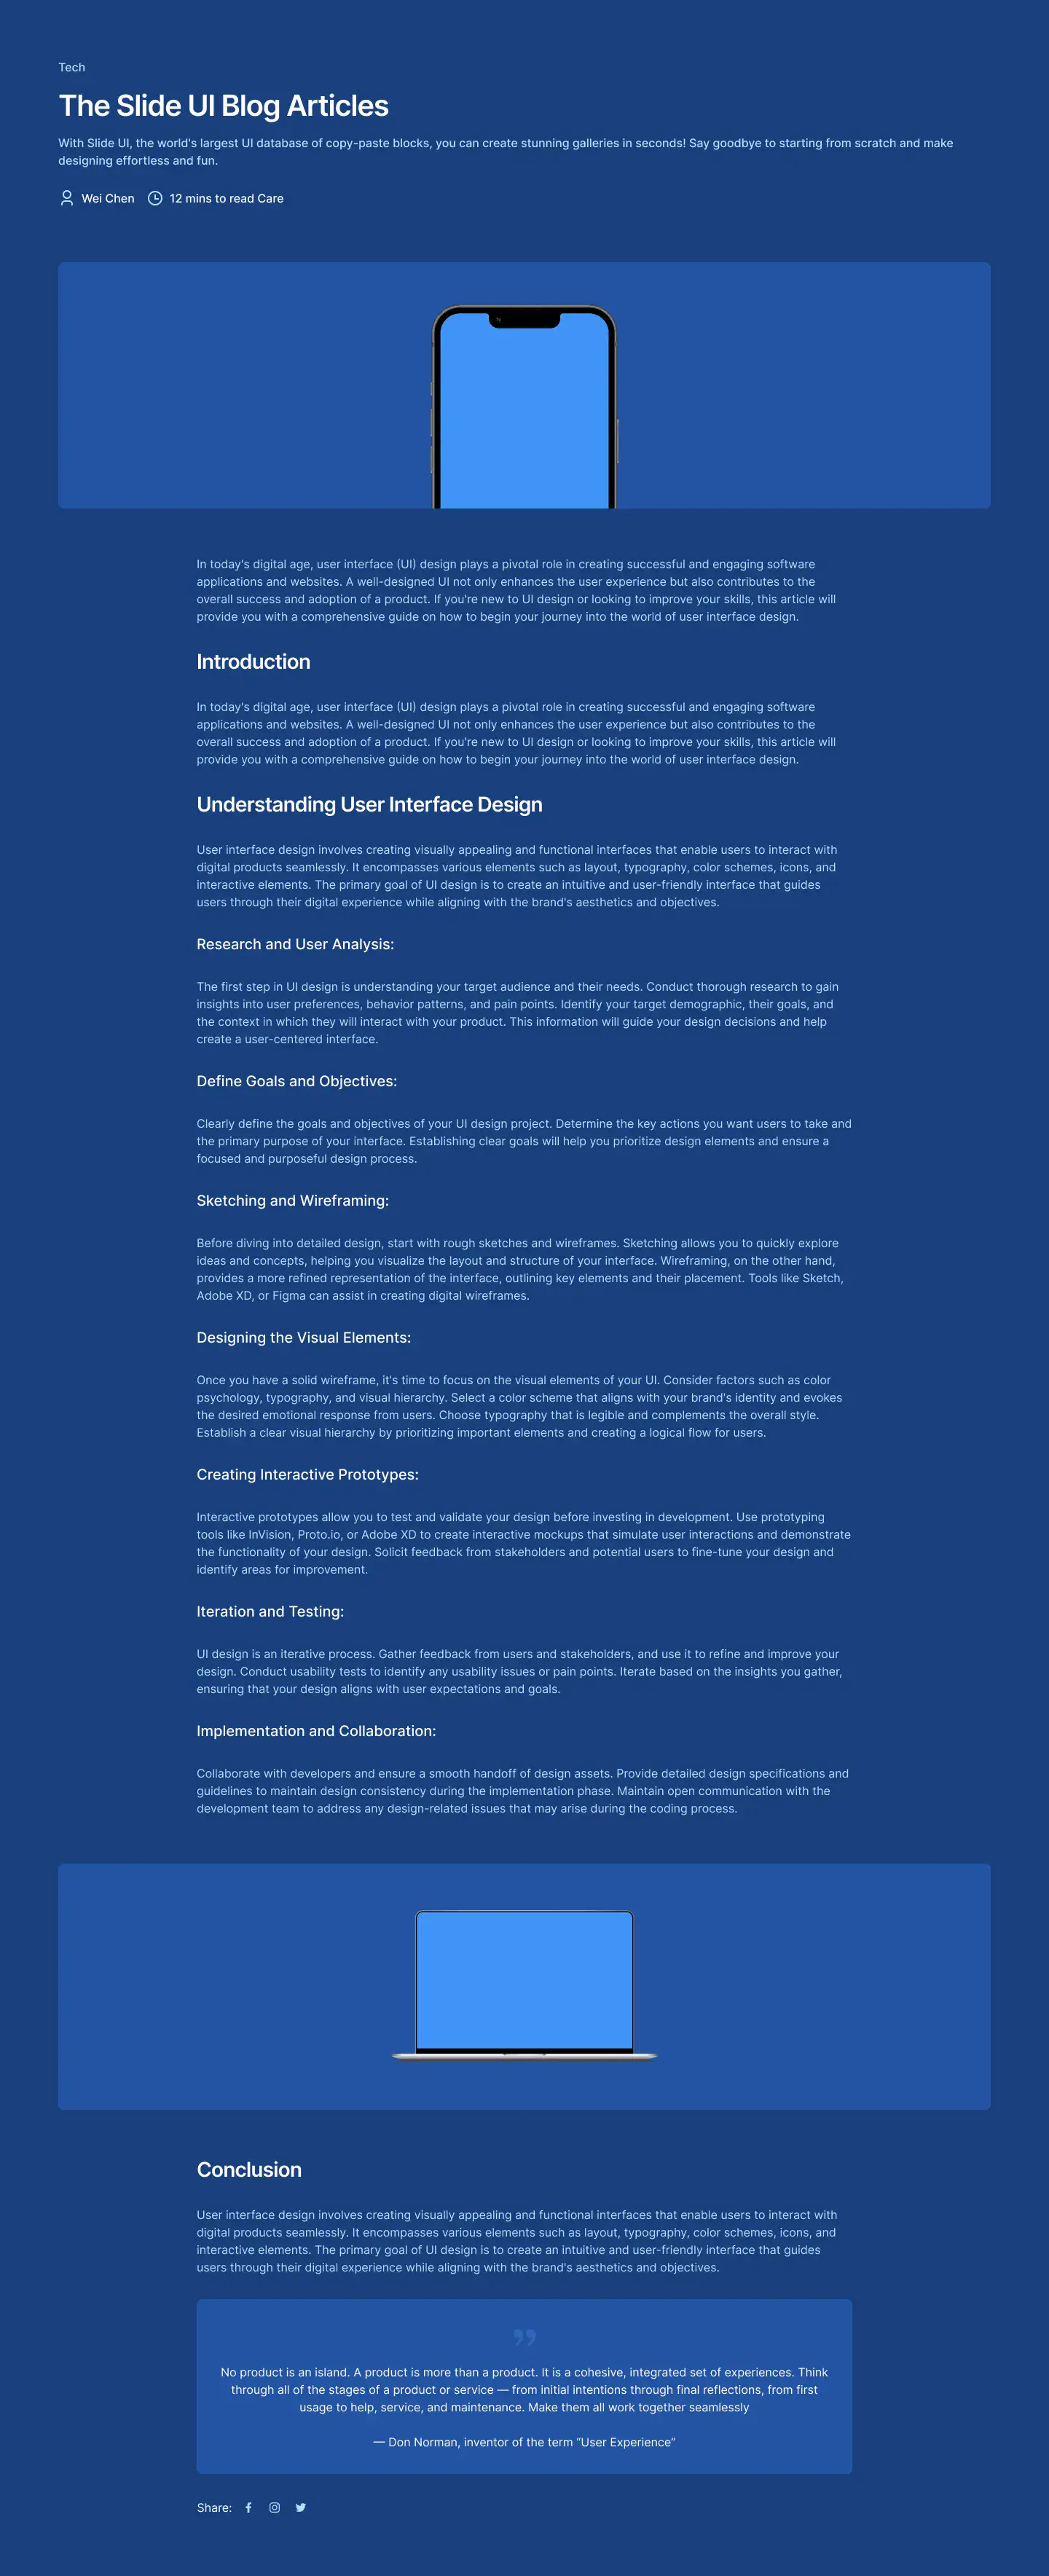 Tech
The Slide UI Blog Articles
With Slide UI, the world's largest UI database of copy-paste blocks, you can create stunning galleries in seconds! Say goodbye to starting from scratch and make
designing effortless and fun.
Wei Chen 12 mins to read Care
In today's digital age, user interface (UI) design plays a pivotal role in creating successful and engaging software
applications and websites. A well-designed UI not only enhances the user experience but also contributes to the
overall success and adoption of a product. If you're new to UI design or looking to improve your skills, this article will
provide you with a comprehensive guide on how to begin your journey into the world of user interface design.
Introduction
In today's digital age, user interface (UI) design plays a pivotal role in creating successful and engaging software
applications and websites. A well-designed UI not only enhances the user experience but also contributes to the
overall success and adoption of a product. If you're new to UI design or looking to improve your skills, this article will
provide you with a comprehensive guide on how to begin your journey into the world of user interface design.
Understanding User Interface Design
User interface design involves creating visually appealing and functional interfaces that enable users to interact with
digital products seamlessly. It encompasses various elements such as layout, typography, color schemes, icons, and
interactive elements. The primary goal of UI design is to create an intuitive and user-friendly interface that guides
users through their digital experience while aligning with the brand's aesthetics and objectives.
Research and User Analysis:
The first step in UI design is understanding your target audience and their needs. Conduct thorough research to gain
insights into user preferences, behavior patterns, and pain points. Identify your target demographic, their goals, and
the context in which they will interact with your product. This information will guide your design decisions and help
create a user-centered interface.
Define Goals and Objectives:
Clearly define the goals and objectives of your UI design project. Determine the key actions you want users to take and
the primary purpose of your interface. Establishing clear goals will help you prioritize design elements and ensure a
focused and purposeful design process.
Sketching and Wireframing:
Before diving into detailed design, start with rough sketches and wireframes. Sketching allows you to quickly explore
ideas and concepts, helping you visualize the layout and structure of your interface. Wireframing, on the other hand,
provides a more refined representation of the interface, outlining key elements and their placement. Tools like Sketch,
Adobe XD, or Figma can assist in creating digital wireframes.
Designing the Visual Elements:
Once you have a solid wireframe, it's time to focus on the visual elements of your UI. Consider factors such as color
psychology, typography, and visual hierarchy. Select a color scheme that aligns with your brand's identity and evokes
the desired emotional response from users. Choose typography that is legible and complements the overall style.
Establish a clear visual hierarchy by prioritizing important elements and creating a logical flow for users.
Creating Interactive Prototypes:
Interactive prototypes allow you to test and validate your design before investing in development. Use prototyping
tools like InVision, Proto.io, or Adobe XD to create interactive mockups that simulate user interactions and demonstrate
the functionality of your design. Solicit feedback from stakeholders and potential users to fine-tune your design and
identify areas for improvement.
Iteration and Testing:
UI design is an iterative process. Gather feedback from users and stakeholders, and use it to refine and improve your
design. Conduct usability tests to identify any usability issues or pain points. Iterate based on the insights you gather,
ensuring that your design aligns with user expectations and goals.
Implementation and Collaboration:
Collaborate with developers and ensure a smooth handoff of design assets. Provide detailed design specifications and
guidelines to maintain design consistency during the implementation phase. Maintain open communication with the
development team to address any design-related issues that may arise during the coding process.
Conclusion
User interface design involves creating visually appealing and functional interfaces that enable users to interact with
digital products seamlessly. It encompasses various elements such as layout, typography, color schemes, icons, and
interactive elements. The primary goal of UI design is to create an intuitive and user-friendly interface that guides
users through their digital experience while aligning with the brand's aesthetics and objectives.
No product is an island. A product is more than a product. It is a cohesive, integrated set of experiences. Think
through all of the stages of a product or service — from initial intentions through final reflections, from first
usage to help, service, and maintenance. Make them all work together seamlessly
— Don Norman, inventor of the term “User Experience”
Share: